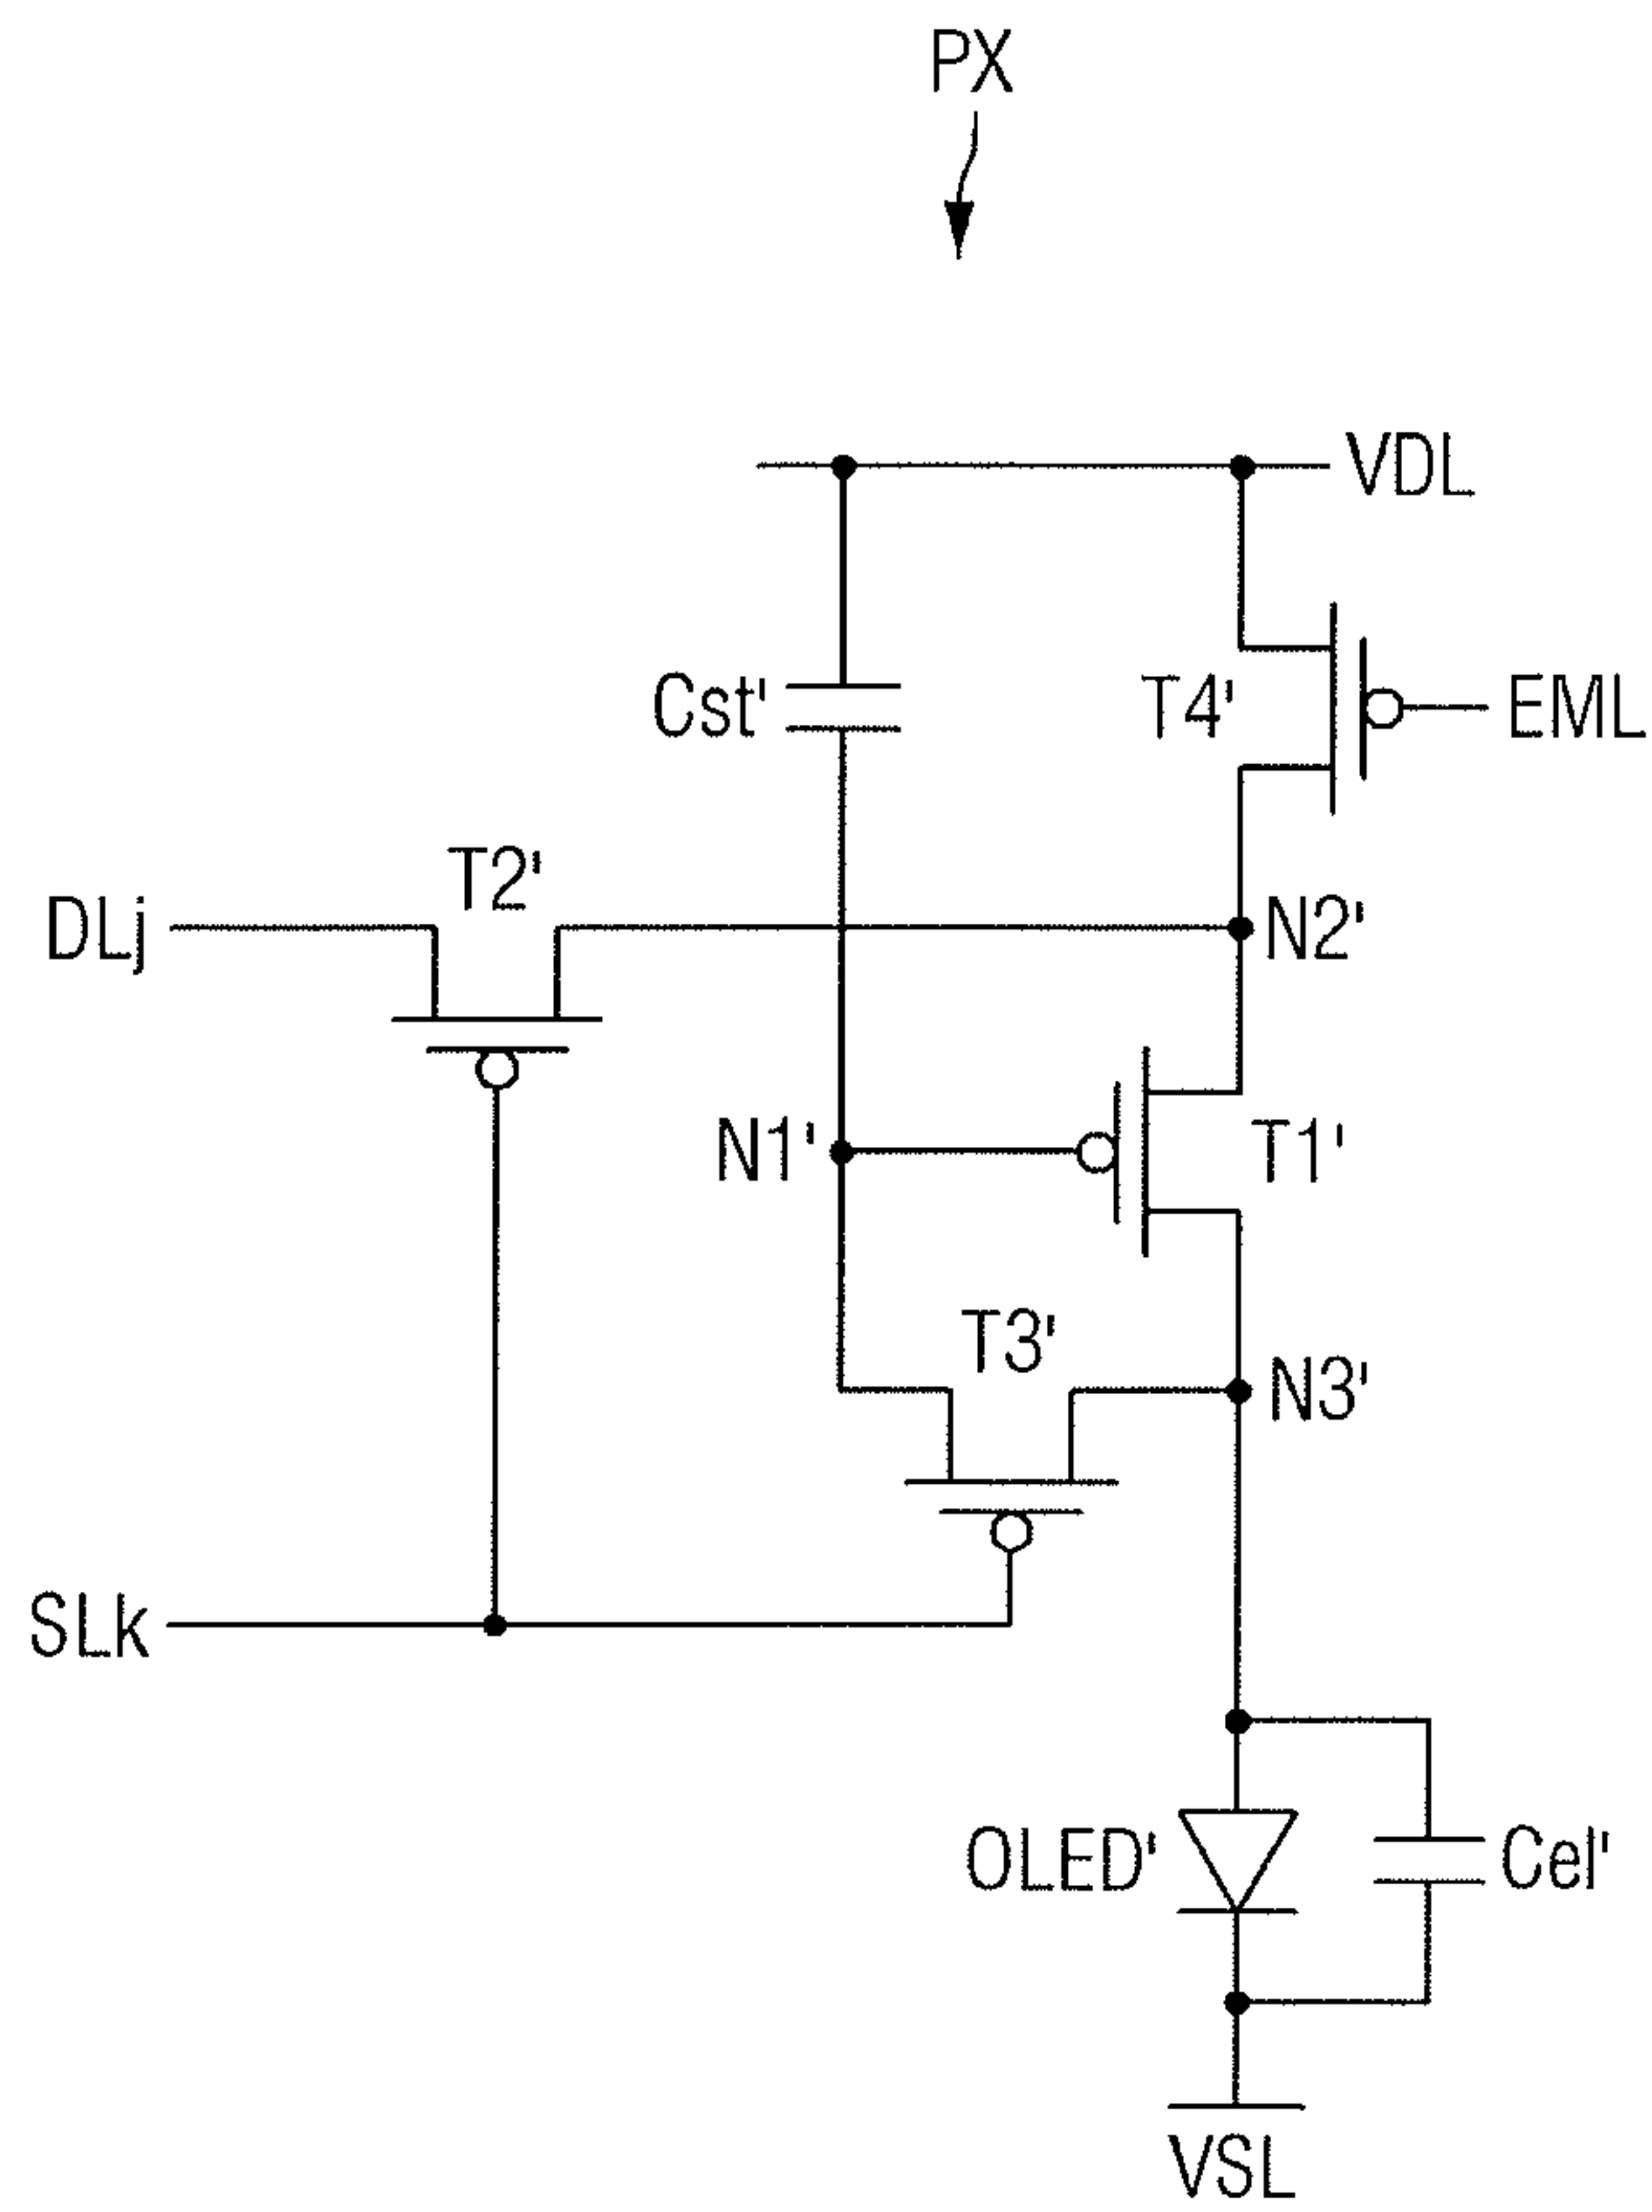 PX
VDL
Cst'
T4'
EML
T2'
DLj
N2'
N1'
T1'
T3'
N3'
SLk
OLED'
Cel'
VSL